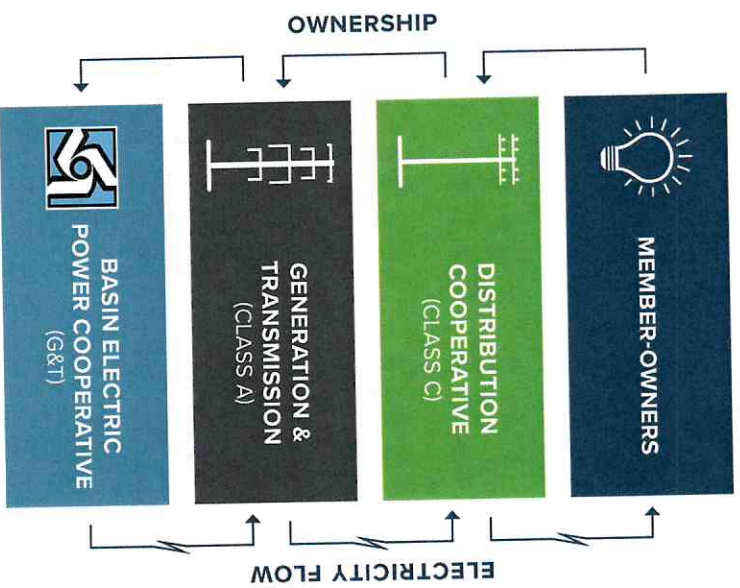 OWNERSHIP
MEMBER-OWNERS
DISTRIBUTION
COOPERATIVE
(CLASS C)
GENERATION &
TRANSMISSION
(CLASS A)
BASIN ELECTRIC
POWER COOPERATIVE
(G&T)
ELECTRICITY FLOW